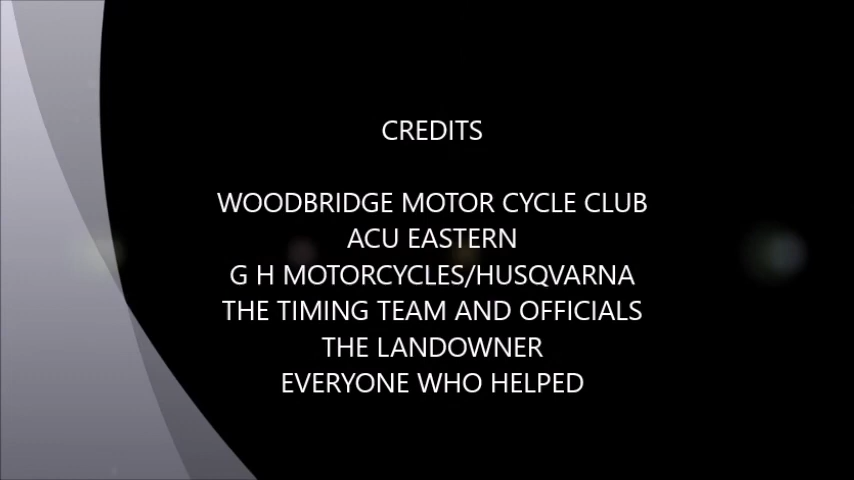 CREDITS
WOODBRIDGE MOTOR CYCLE CLUB
ACU EASTERN
G H MOTORCYCLES/HUSQVARNA
THE TIMING TEAM AND OFFICIALS
THE LANDOWNER
EVERYONE WHO HELPED